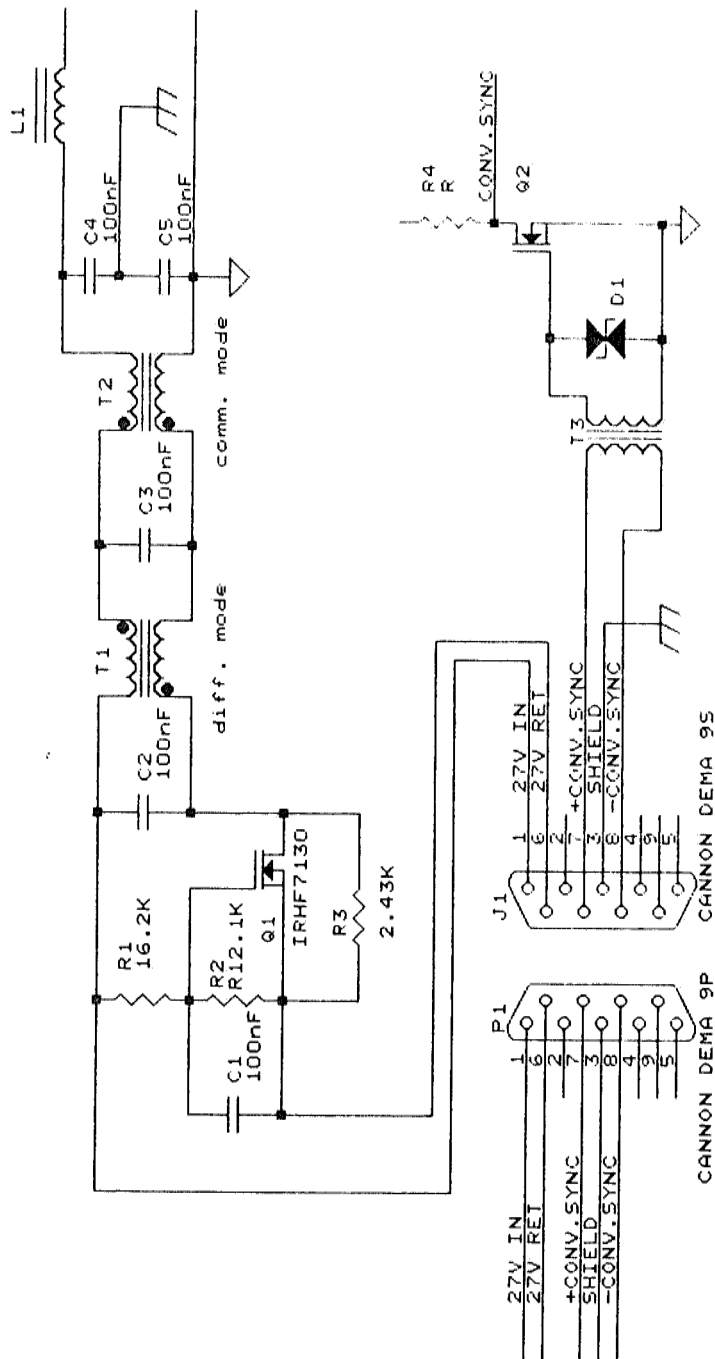 L1
C4
100nF
C5
100nF
T2
comm. mode
C3
100nF
T1
diff. mode
C2
100nF
R1
16.2K
R2
R12.1K
Q1
IRHF7130
R3
2.43K
C1
100nF
CONV.SYNC
R4
R
Q2
D1
T3
J1
1 27V IN
6 27V RET
2
7 +CONV.SYNC
3 SHIELD
8 -CONV.SYNC
4
9
5
CANNON DEMA 9S
P1
27V IN 1
27V RET 6
2
+CONV.SYNC 7
SHIELD 3
-CONV.SYNC 8
4
9
5
CANNON DEMA 9P